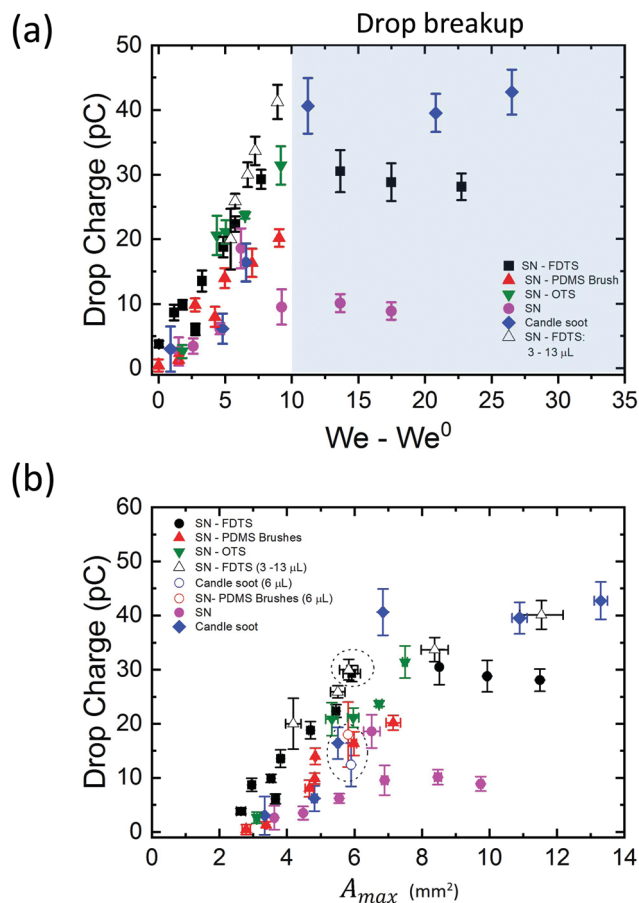 (a)
Drop breakup
50
40
30
20
10
0
Drop Charge (pC)
SN - FDTS
SN - PDMS Brush
SN - OTS
SN
Candle soot
SN - FDTS:
3 - 13 μL
0 5 10 15 20 25 30 35
We - We⁰
(b)
60
50
40
30
20
10
0
Drop Charge (pC)
SN - FDTS
SN - PDMS Brushes
SN - OTS
SN - FDTS (3 -13 μL)
Candle soot (6 μL)
SN- PDMS Brushes (6 μL)
SN
Candle soot
0 2 4 6 8 10 12 14
Amax (mm²)